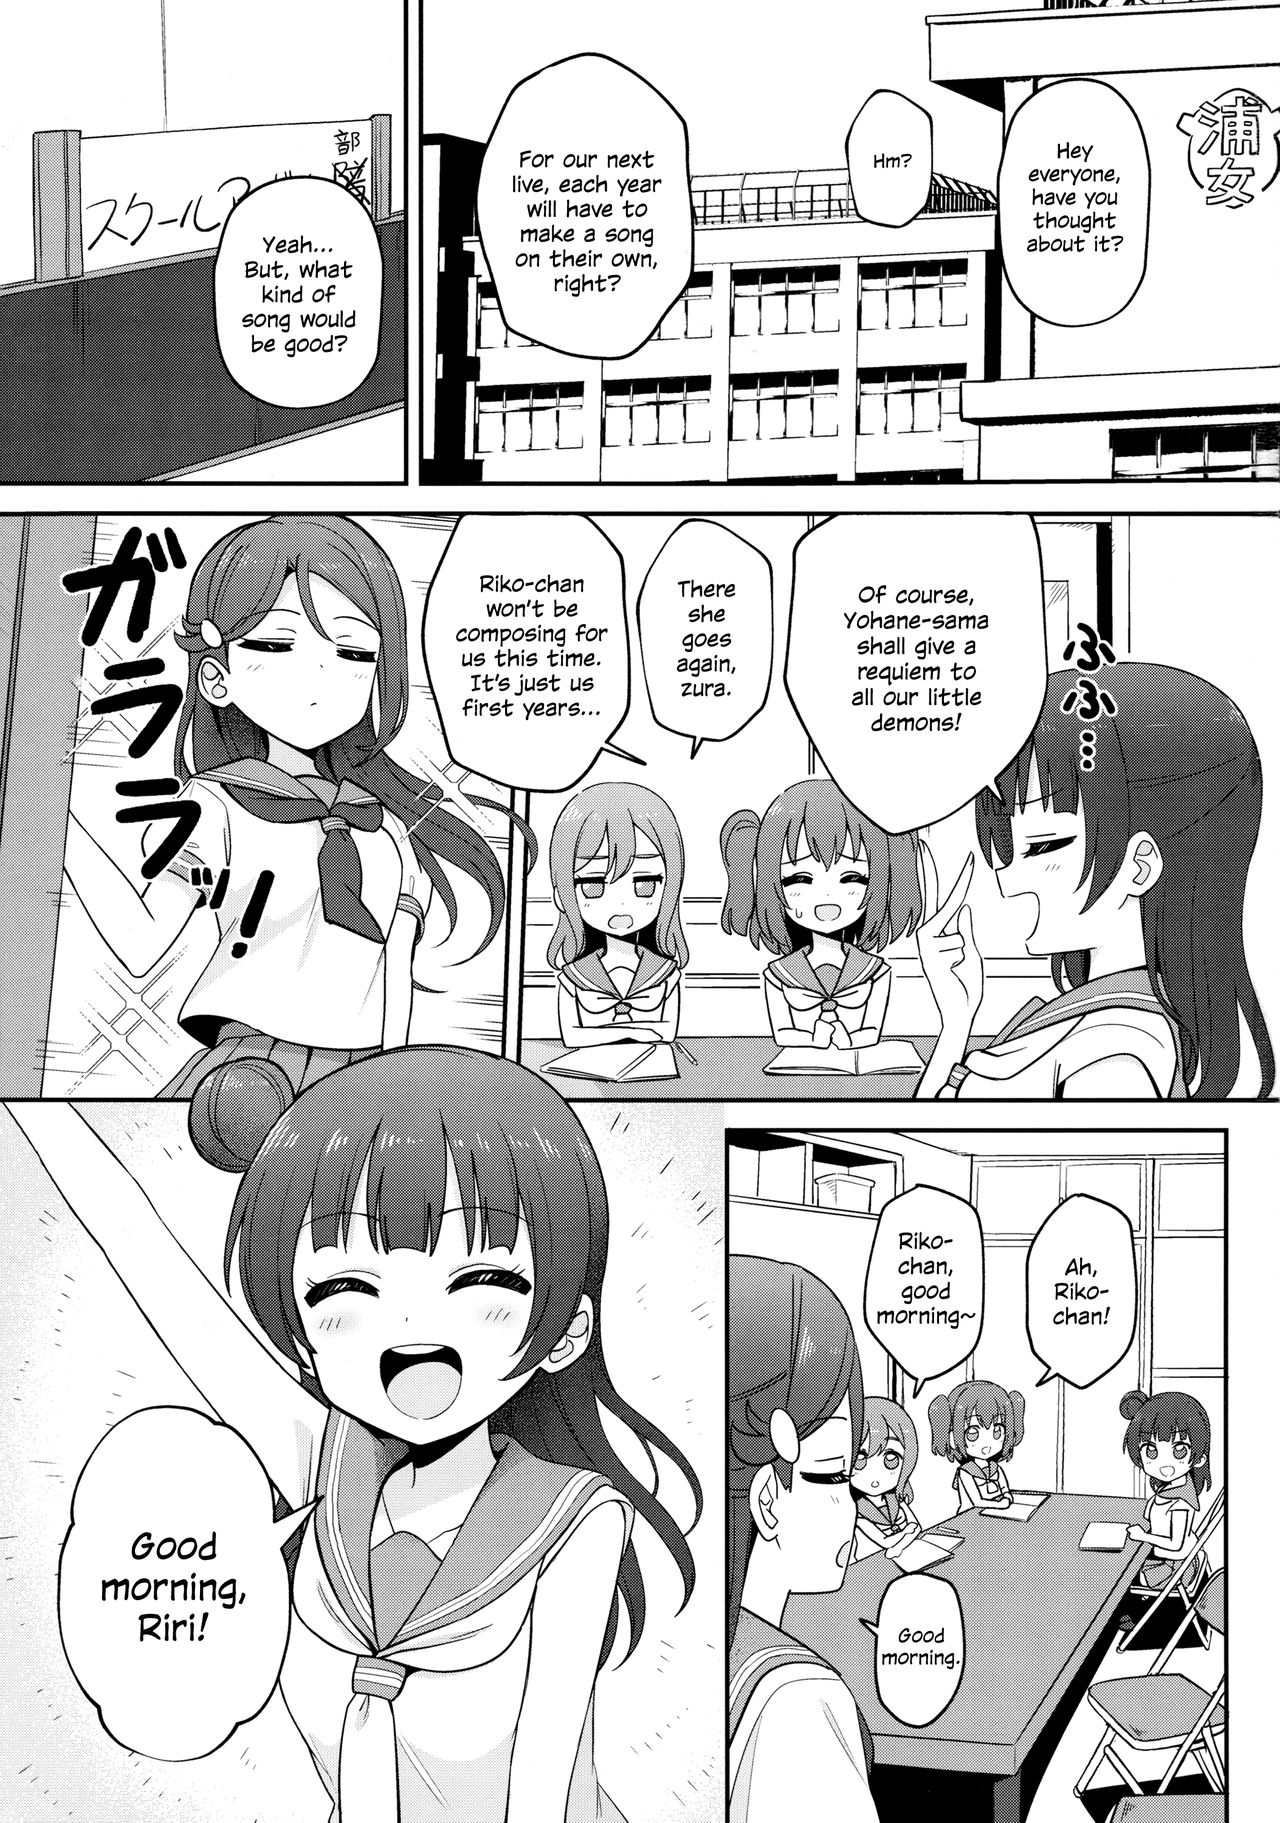 浦
女
Hey
everyone,
have you
thought
about it?
Hm?
For our next
live, each year
will have to
make a song
on their own,
right?
スクール
部
Yeah...
But, what
kind of
song would
be good?
ふふふ...
Of course,
Yohane-sama
shall give a
requiem to
all our little
demons!
There
she
goes
again,
zura.
Riko-chan
won't be
composing for
us this time.
It's just us
first years...
ガラララッ!!
Ah,
Riko-
chan!
Riko-
chan,
good
morning~
Good
morning.
Good
morning,
Riri!